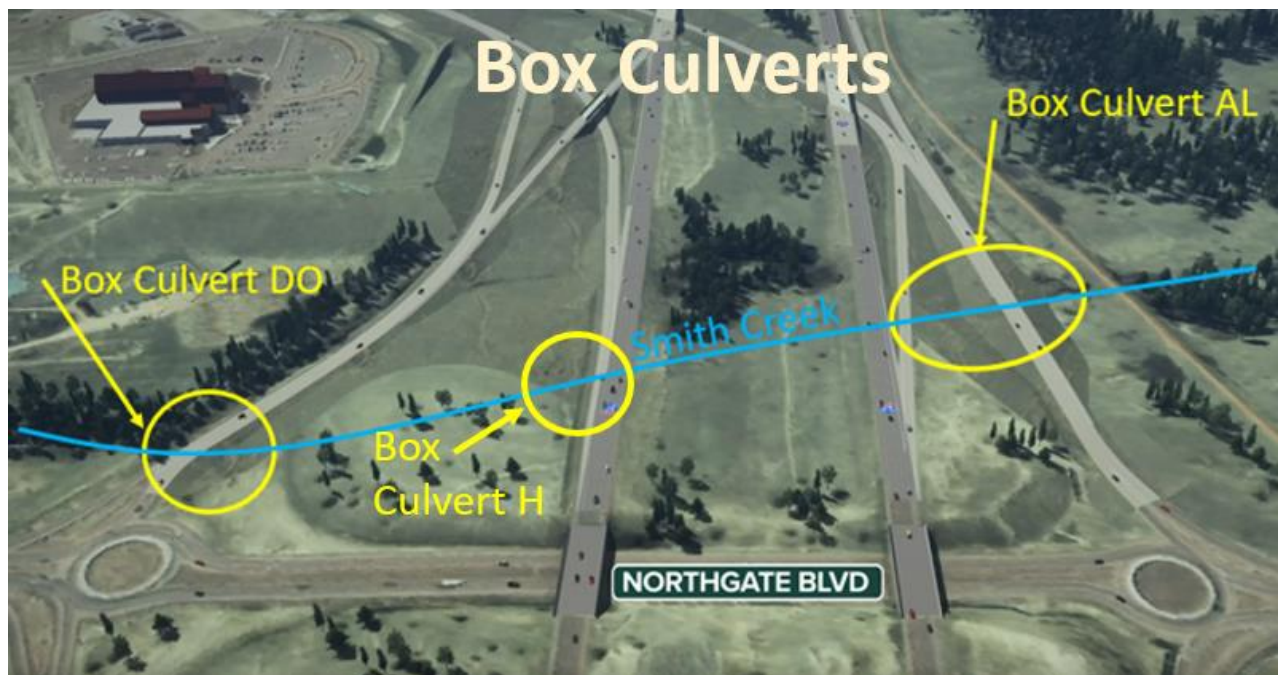 Box Culverts
Box Culvert AL
Box Culvert DO
Smith Creek
Box
Culvert H
NORTHGATE BLVD